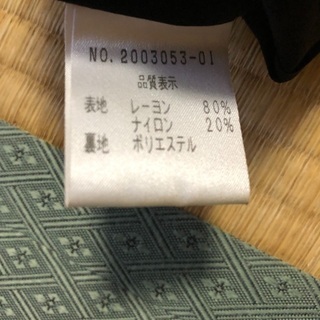 NO.2003053-01
品質表示
表地 レーヨン 80%
ナイロン 20%
裏地 ポリエステル